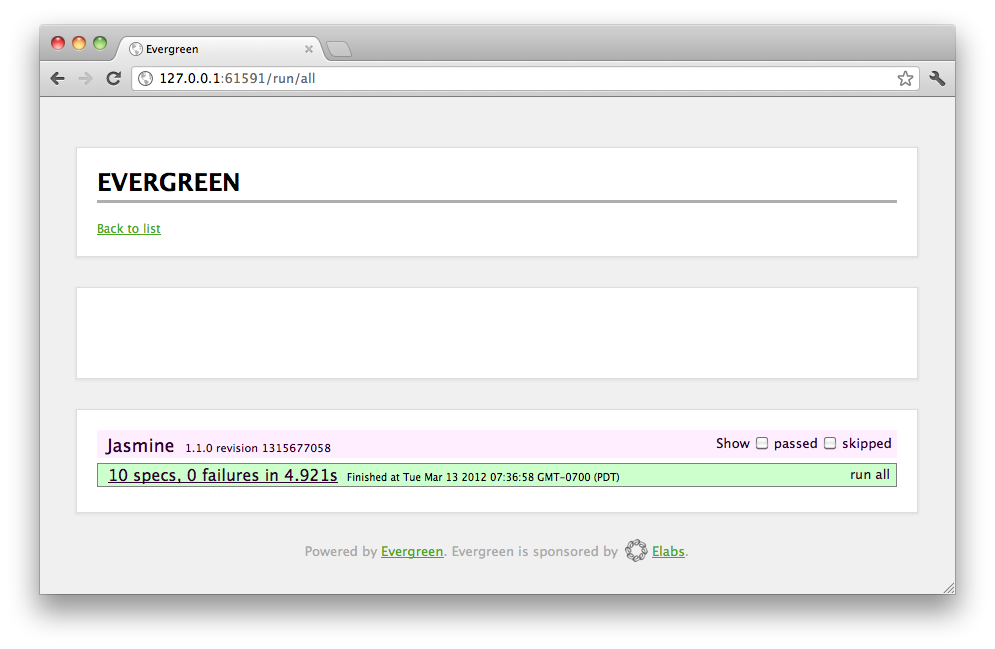 Evergreen
127.0.0.1:61591/run/all
EVERGREEN
Back to list
Jasmine 1.1.0 revision 1315677058 Show passed skipped
10 specs, 0 failures in 4.921s Finished at Tue Mar 13 2012 07:36:58 GMT-0700 (PDT) run all
Powered by Evergreen. Evergreen is sponsored by Elabs.